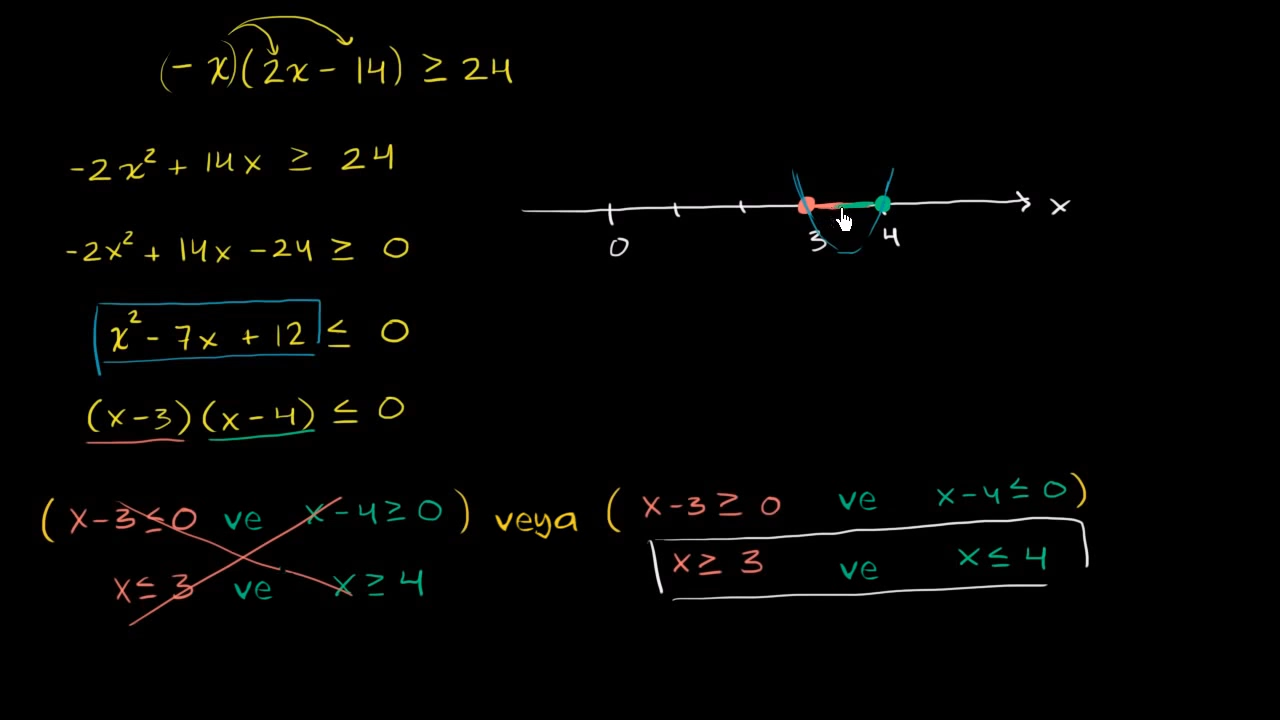 (-x)(2x-14) ≥ 24
-2x² + 14x ≥ 24
-2x² + 14x - 24 ≥ 0
x² - 7x + 12 ≤ 0
(x-3)(x-4) ≤ 0
0 3 4 x
(x-3≤0 ve x-4≥0) veya (x-3≥0 ve x-4≤0)
x≤3 ve x≥4 x≥3 ve x≤4